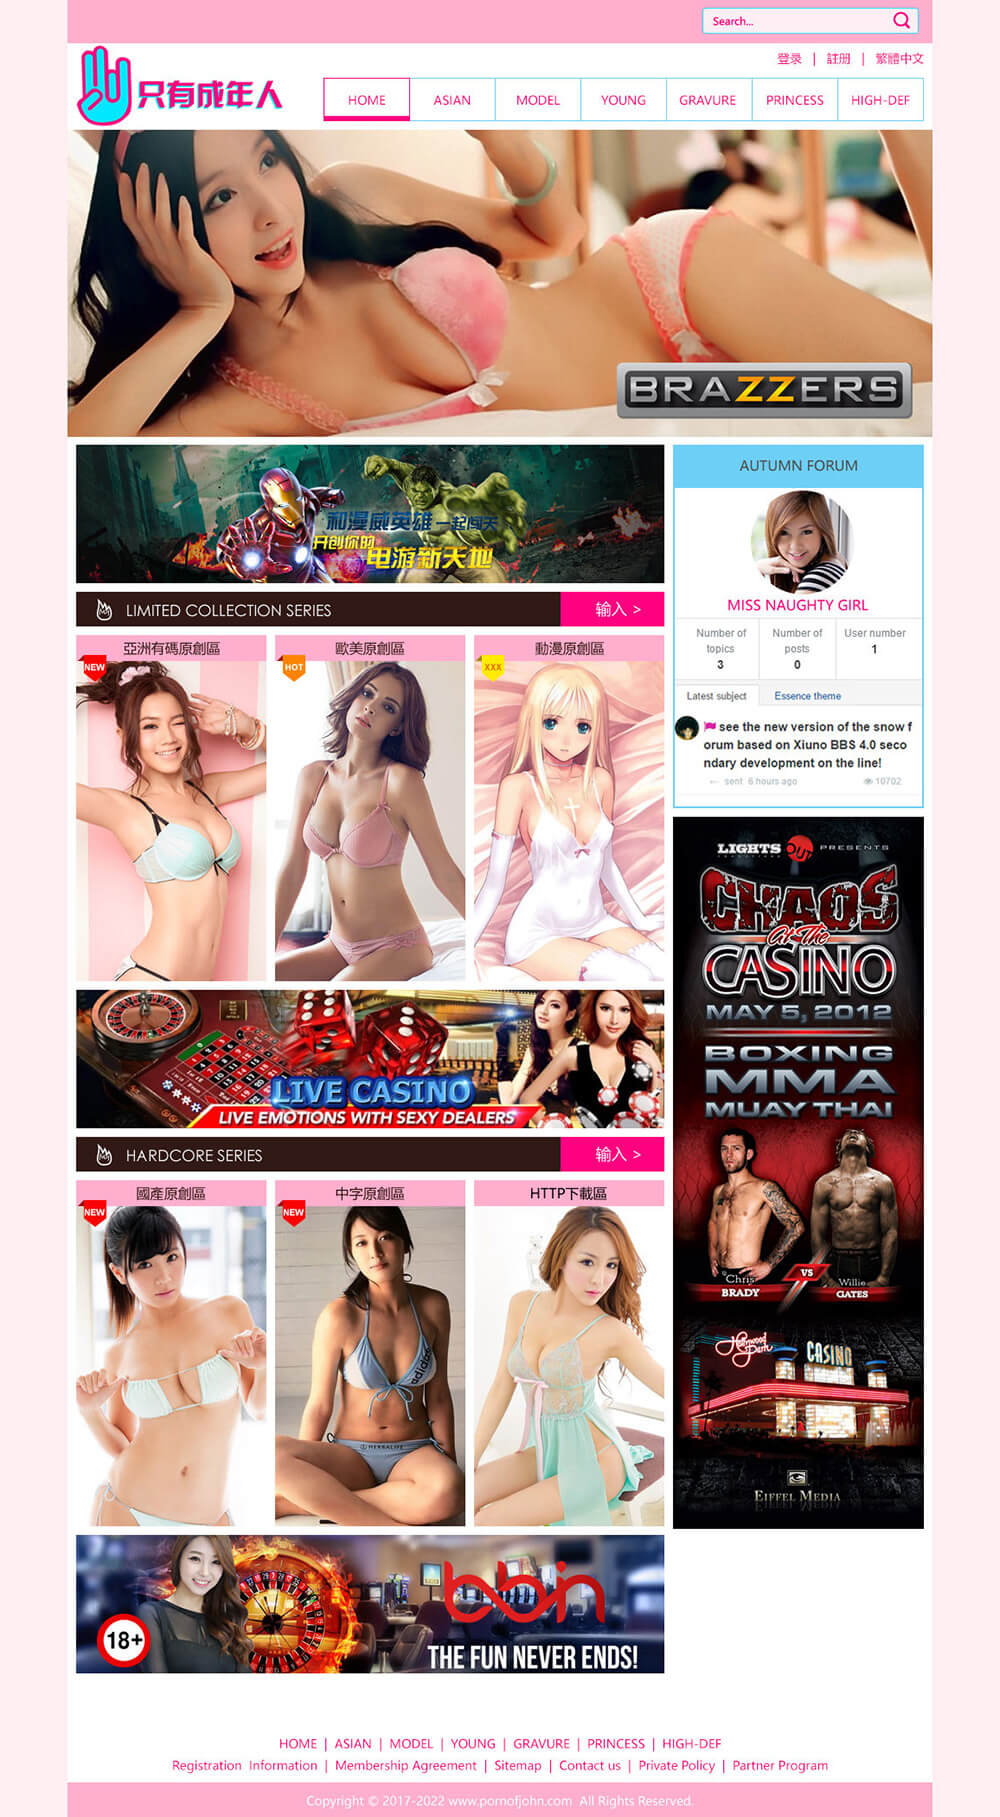 Search...
登录 | 註册 | 繁體中文
只有成年人
HOME ASIAN MODEL YOUNG GRAVURE PRINCESS HIGH-DEF
BRAZZERS
和漫威英雄一起闯关
开创你的
电游新天地
LIMITED COLLECTION SERIES 输入 >
亞洲有碼原創區 歐美原創區 動漫原創區
NEW HOT XXX
LIVE CASINO
LIVE EMOTIONS WITH SEXY DEALERS
HARDCORE SERIES 输入 >
國產原創區 中字原創區 HTTP下載區
NEW NEW
adidas
HERBALIFE
bbin
18+
THE FUN NEVER ENDS!
AUTUMN FORUM
MISS NAUGHTY GIRL
Number of topics
3
Number of posts
0
User number
1
Latest subject Essence theme
see the new version of the snow f
orum based on Xiuno BBS 4.0 seco
ndary development on the line!
← sent 6 hours ago 10702
LIGHTS OUT PRESENTS
CHAOS
At The
CASINO
MAY 5, 2012
BOXING
MMA
MUAY THAI
Chris
BRADY
VS
Willie
GATES
Hollywood
Park
CASINO
EIFFEL MEDIA
HOME | ASIAN | MODEL | YOUNG | GRAVURE | PRINCESS | HIGH-DEF
Registration Information | Membership Agreement | Sitemap | Contact us | Private Policy | Partner Program
Copyright © 2017-2022 www.pornofjohn.com All Rights Reserved.